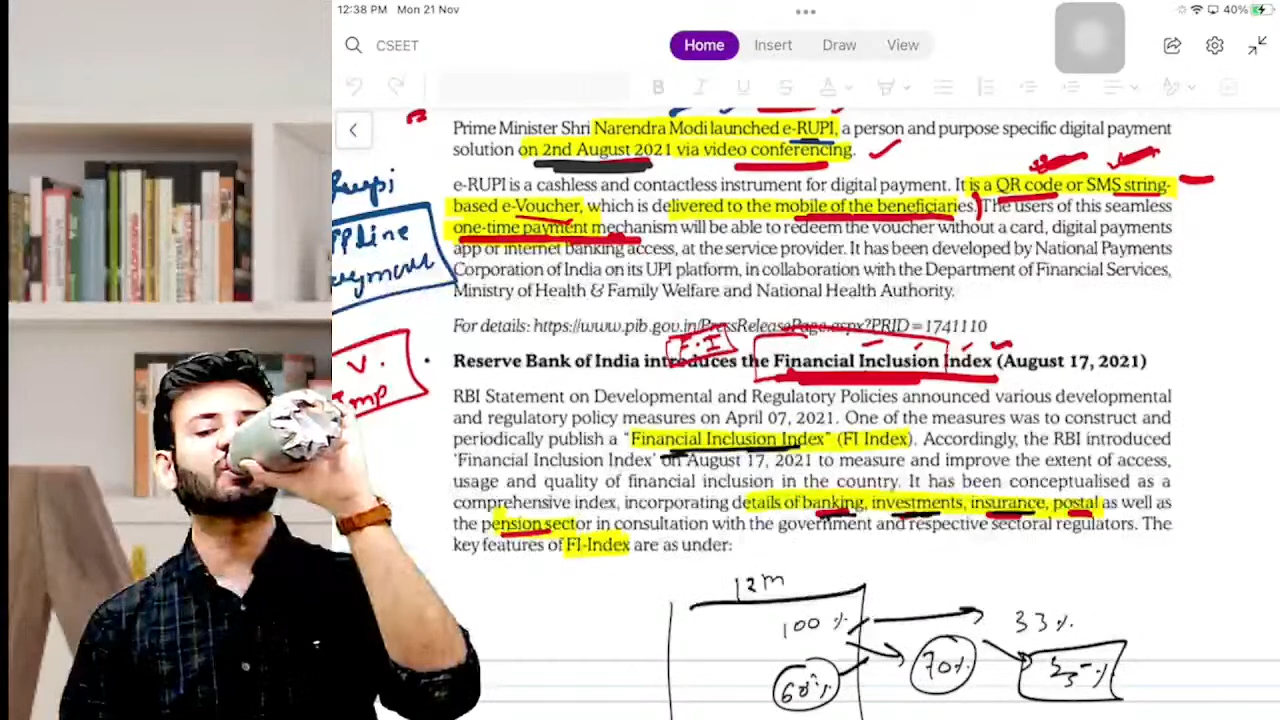 12:38 PM Mon 21 Nov
40%
CSEET
Home Insert Draw View
B I U S A
Prime Minister Shri Narendra Modi launched e-RUPI, a person and purpose specific digital payment
solution on 2nd August 2021 via video conferencing.
e-RUPI is a cashless and contactless instrument for digital payment. It is a QR code or SMS string-
based e-Voucher, which is delivered to the mobile of the beneficiaries. The users of this seamless
one-time payment mechanism will be able to redeem the voucher without a card, digital payments
app or internet banking access, at the service provider. It has been developed by National Payments
Corporation of India on its UPI platform, in collaboration with the Department of Financial Services,
Ministry of Health & Family Welfare and National Health Authority.
For details: https://www.pib.gov.in/PressReleasePage.aspx?PRID=1741110
F.I
• Reserve Bank of India introduces the Financial Inclusion Index (August 17, 2021)
V.
RBI Statement on Developmental and Regulatory Policies announced various developmental
and regulatory policy measures on April 07, 2021. One of the measures was to construct and
periodically publish a “Financial Inclusion Index” (FI Index). Accordingly, the RBI introduced
‘Financial Inclusion Index’ on August 17, 2021 to measure and improve the extent of access,
usage and quality of financial inclusion in the country. It has been conceptualised as a
comprehensive index, incorporating details of banking, investments, insurance, postal as well as
the pension sector in consultation with the government and respective sectoral regulators. The
key features of FI-Index are as under:
12m
100 % 33%
60% 70%